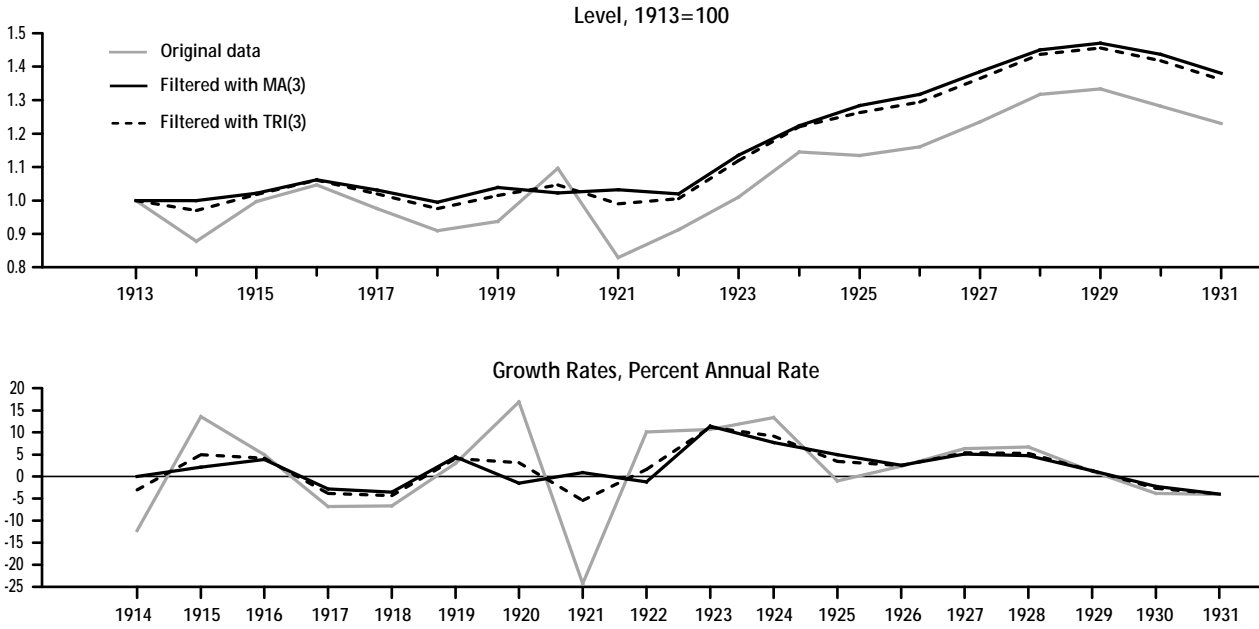 Level, 1913=100
1.5
1.4
1.3
1.2
1.1
1.0
0.9
0.8
Original data
Filtered with MA(3)
Filtered with TRI(3)
1913 1915 1917 1919 1921 1923 1925 1927 1929 1931
Growth Rates, Percent Annual Rate
20
15
10
5
0
-5
-10
-15
-20
-25
1914 1915 1916 1917 1918 1919 1920 1921 1922 1923 1924 1925 1926 1927 1928 1929 1930 1931